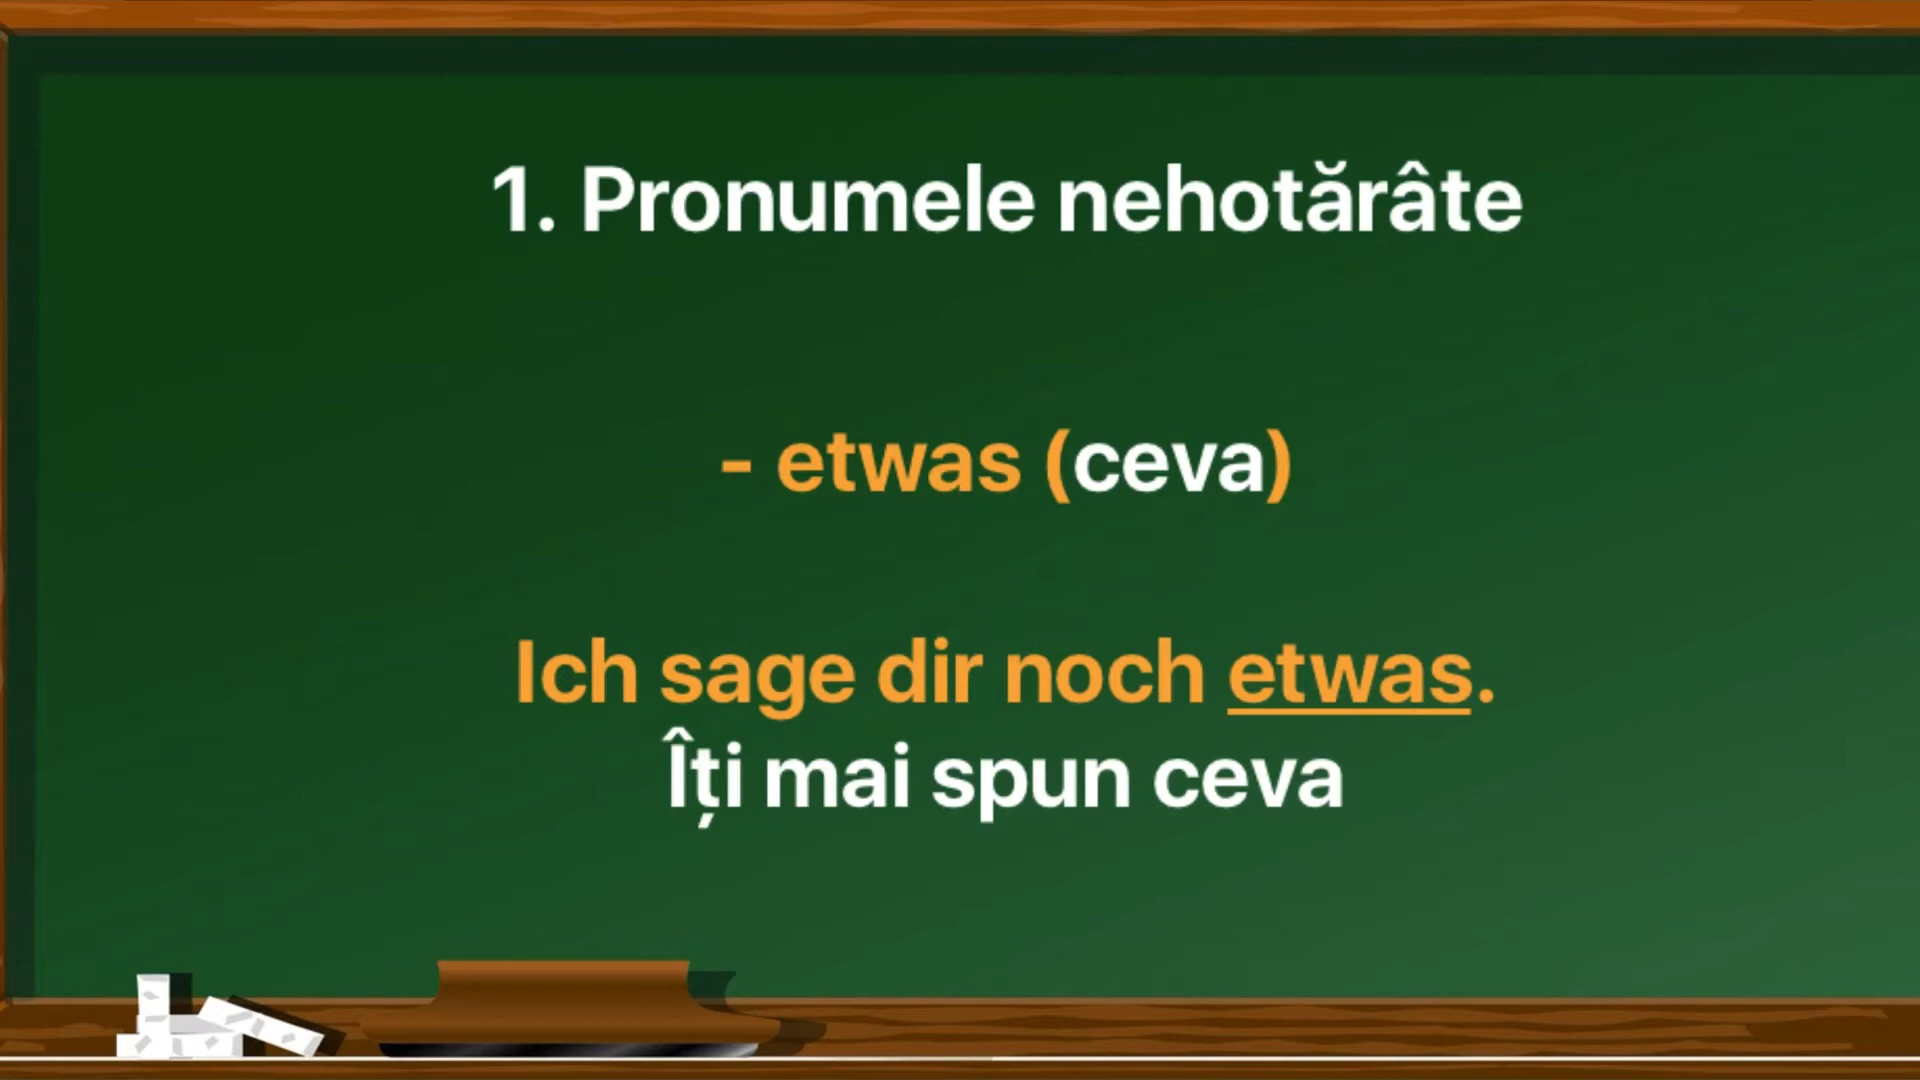 1. Pronumele nehotărâte
- etwas (ceva)
Ich sage dir noch etwas.
Îți mai spun ceva